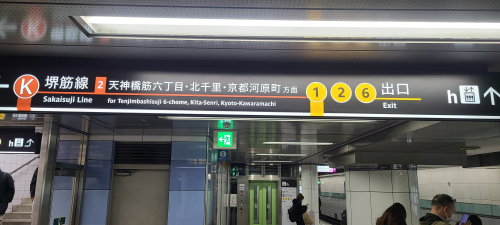 K 堺筋線 2 天神橋筋六丁目・北千里・京都河原町方面 1 2 6 出口
Sakaisuji Line for Tenjimbashisuji 6-chome, Kita-Senri, Kyoto-Kawaramachi Exit
h